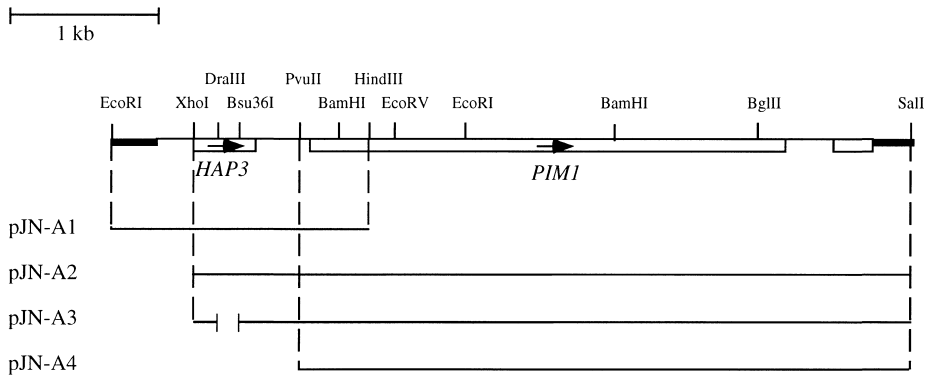 1 kb
DraIII PvuII HindIII
EcoRI XhoI Bsu36I BamHI EcoRV EcoRI BamHI BglII SalI
HAP3 PIM1
pJN-A1
pJN-A2
pJN-A3
pJN-A4